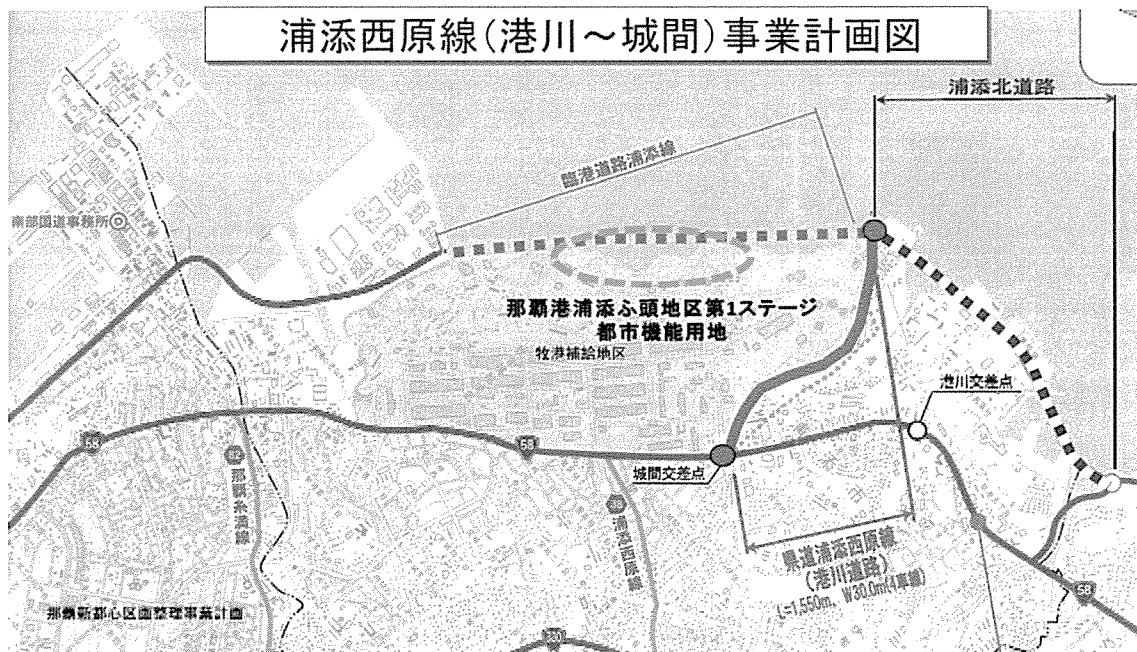 浦添西原線(港川～城間)事業計画図
浦添北道路
臨港道路浦添線
南部国道事務所
那覇港浦添ふ頭地区第1ステージ
都市機能用地
牧港補給地区
港川交差点
58
58
82
那覇糸満線
城間交差点
38
浦添西原線
県道浦添西原線
(港川道路)
L=1,550m、W30.0m(4車線)
58
那覇新都心区画整理事業計画